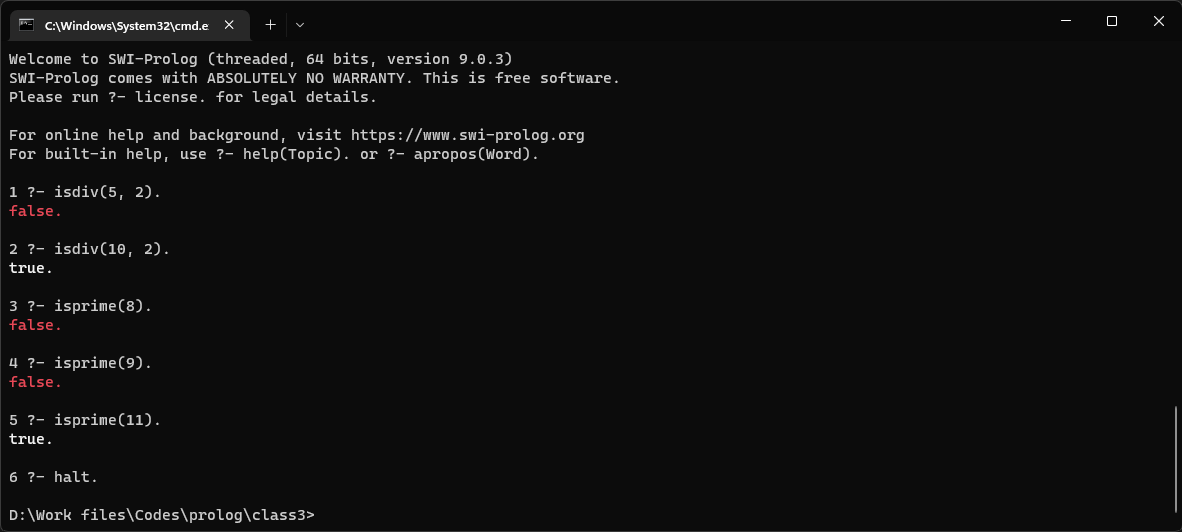 C:\Windows\System32\cmd.e
Welcome to SWI-Prolog (threaded, 64 bits, version 9.0.3)
SWI-Prolog comes with ABSOLUTELY NO WARRANTY. This is free software.
Please run ?- license. for legal details.
For online help and background, visit https://www.swi-prolog.org
For built-in help, use ?- help(Topic). or ?- apropos(Word).
1 ?- isdiv(5, 2).
false.
2 ?- isdiv(10, 2).
true.
3 ?- isprime(8).
false.
4 ?- isprime(9).
false.
5 ?- isprime(11).
true.
6 ?- halt.
D:\Work files\Codes\prolog\class3>